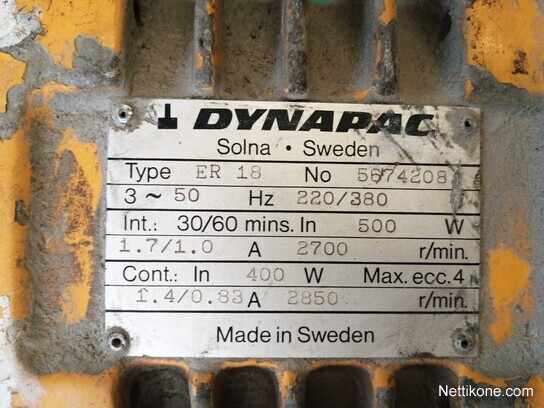 DYNAPAC
Solna • Sweden
Type ER 18 No 5674208
3 ~ 50 Hz 220/380
Int.: 30/60 mins. In 500 W
1.7/1.0 A 2700 r/min.
Cont.: In 400 W Max. ecc. 4
1.4/0.83 A 2850 r/min.
Made in Sweden
Nettikone.com